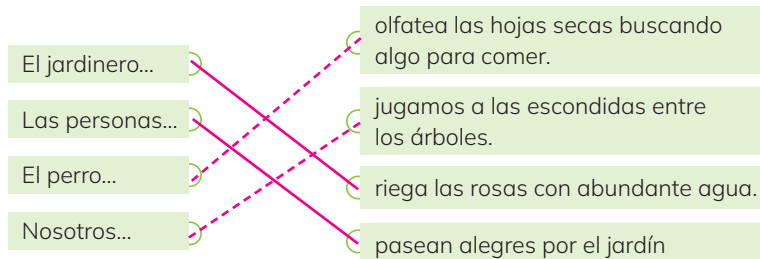 El jardinero...
Las personas...
El perro...
Nosotros...
olfatea las hojas secas buscando
algo para comer.
jugamos a las escondidas entre
los árboles.
riega las rosas con abundante agua.
pasean alegres por el jardín